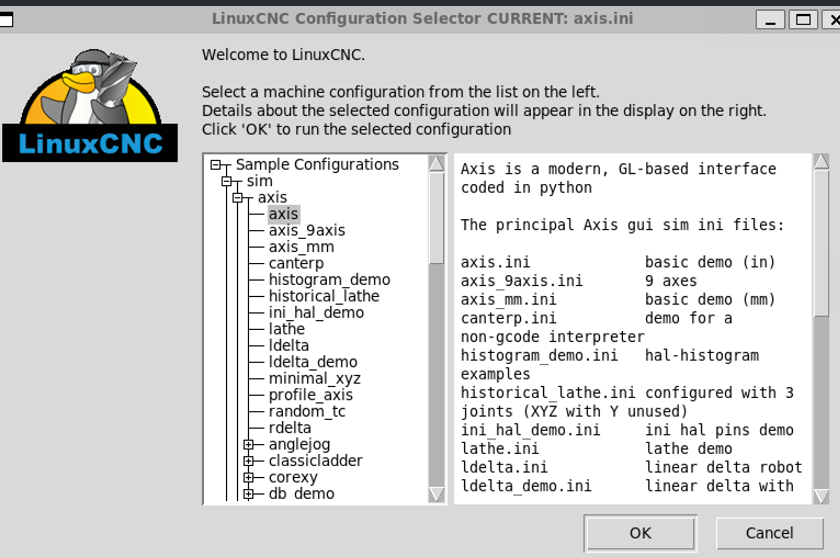 LinuxCNC Configuration Selector CURRENT: axis.ini
LinuxCNC
Welcome to LinuxCNC.
Select a machine configuration from the list on the left.
Details about the selected configuration will appear in the display on the right.
Click 'OK' to run the selected configuration
Sample Configurations
sim
axis
axis
axis_9axis
axis_mm
canterp
histogram_demo
historical_lathe
ini_hal_demo
lathe
ldelta
ldelta_demo
minimal_xyz
profile_axis
random_tc
rdelta
anglejog
classicladder
corexy
db_demo
Axis is a modern, GL-based interface
coded in python
The principal Axis gui sim ini files:
axis.ini basic demo (in)
axis_9axis.ini 9 axes
axis_mm.ini basic demo (mm)
canterp.ini demo for a
non-gcode interpreter
histogram_demo.ini hal-histogram
examples
historical_lathe.ini configured with 3
joints (XYZ with Y unused)
ini_hal_demo.ini ini hal pins demo
lathe.ini lathe demo
ldelta.ini linear delta robot
ldelta_demo.ini linear delta with
OK
Cancel